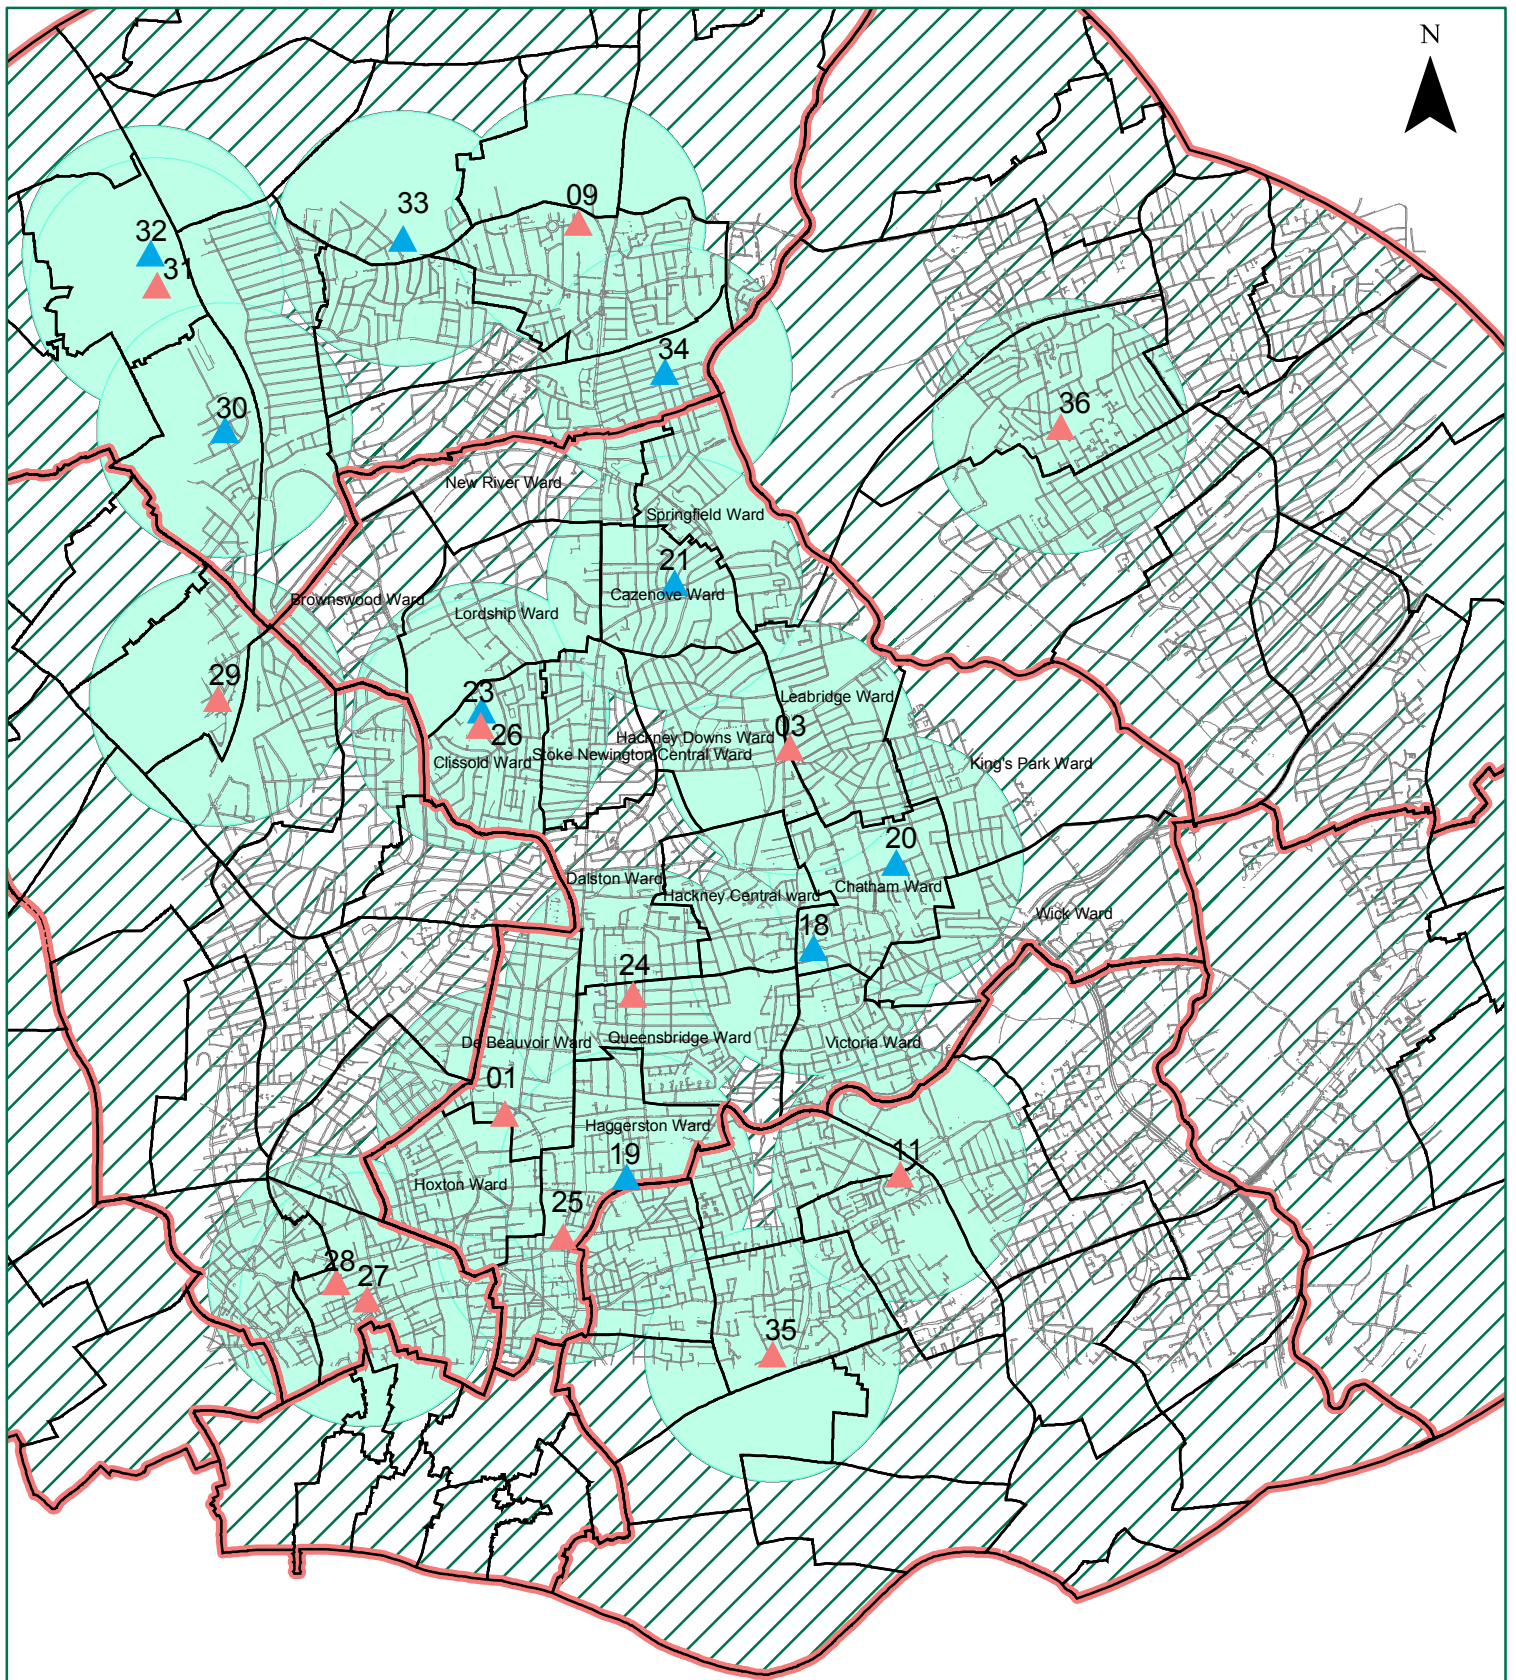 N
33
09
32
31
34
30
36
New River Ward
Springfield Ward
21
Cazenove Ward
Brownswood Ward
Lordship Ward
29
23
26
Leabridge Ward
03
Hackney Downs Ward
Stoke Newington Central Ward
Clissold Ward
King's Park Ward
20
Dalston Ward
Chatham Ward
Hackney Central ward
Wick Ward
18
24
De Beauvoir Ward
Queensbridge Ward
Victoria Ward
01
Haggerston Ward
19
11
Hoxton Ward
25
28
27
35